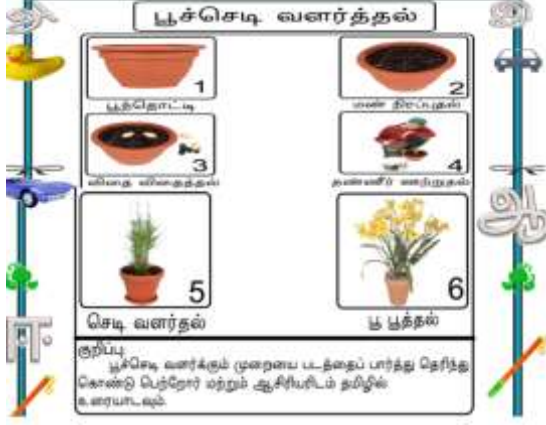 பூச்செடி வளர்த்தல்
1
பூந்தொட்டி
2
மண் நிரப்புதல்
3
விதை விதைத்தல்
4
தண்ணீர் ஊற்றுதல்
5
செடி வளர்தல்
6
பூ பூத்தல்
குறிப்பு
பூச்செடி வளர்க்கும் முறையை படத்தைப் பார்த்து தெரிந்து
கொண்டு பெற்றோர் மற்றும் ஆசிரியரிடம் தமிழில்
உரையாடவும்.
ஆ
ஈ